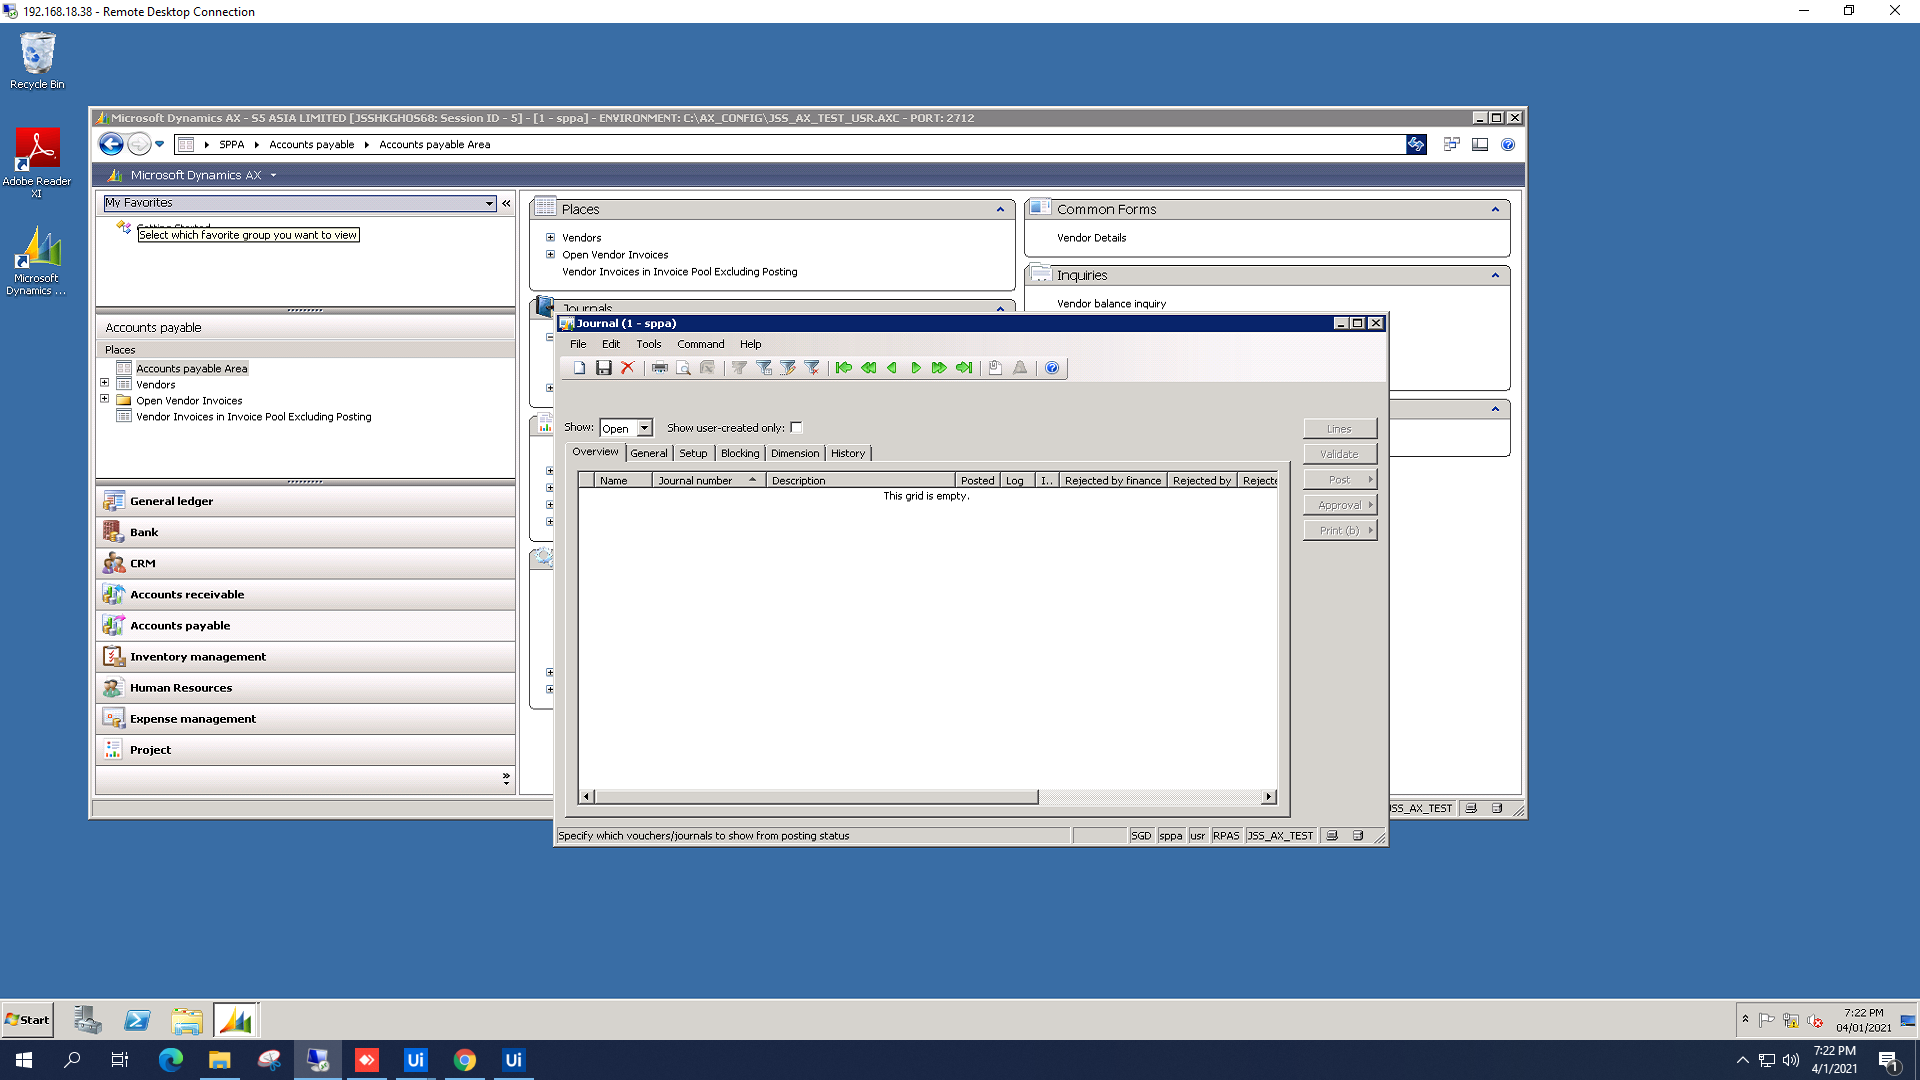 192.168.18.38 - Remote Desktop Connection
Recycle Bin
Adobe Reader
XI
Microsoft
Dynamics ...
Microsoft Dynamics AX - S5 ASIA LIMITED [JSSHKGHOS68: Session ID - 5] - [1 - sppa] - ENVIRONMENT: C:\AX_CONFIG\JSS_AX_TEST_USR.AXC - PORT: 2712
SPPA
Accounts payable
Accounts payable Area
Microsoft Dynamics AX
My Favorites
Select which favorite group you want to view
Accounts payable
Places
Accounts payable Area
Vendors
Open Vendor Invoices
Vendor Invoices in Invoice Pool Excluding Posting
General ledger
Bank
CRM
Accounts receivable
Accounts payable
Inventory management
Human Resources
Expense management
Project
Places
Vendors
Open Vendor Invoices
Vendor Invoices in Invoice Pool Excluding Posting
Journals
Common Forms
Vendor Details
Inquiries
Vendor balance inquiry
Journal (1 - sppa)
File Edit Tools Command Help
Show: Open Show user-created only:
Overview General Setup Blocking Dimension History
Name Journal number Description Posted Log I.. Rejected by finance Rejected by Rejecte
This grid is empty.
Lines
Validate
Post
Approval
Print (b)
Specify which vouchers/journals to show from posting status
SGD sppa usr RPAS JSS_AX_TEST
JSS_AX_TEST
Start
7:22 PM
04/01/2021
Ui
Ui
7:22 PM
4/1/2021
1